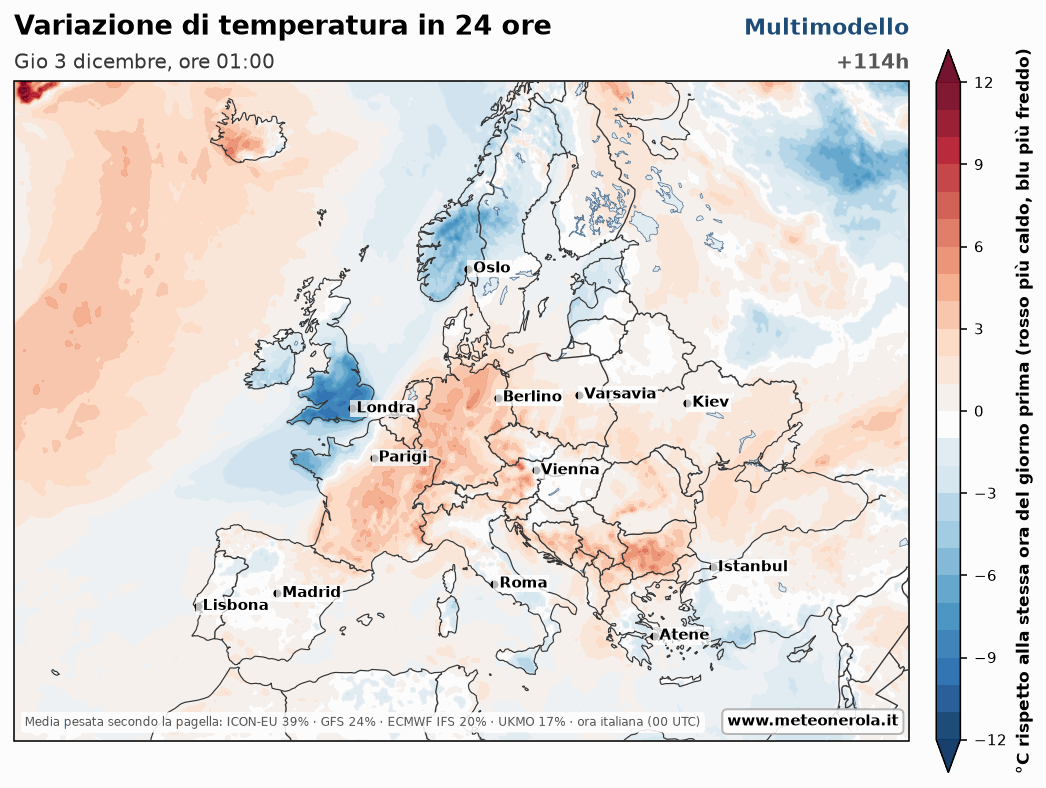 Variazione di temperatura in 24 ore
Multimodello
Gio 3 dicembre, ore 01:00
+114h
Oslo
Londra
Berlino
Varsavia
Kiev
Parigi
Vienna
Madrid
Lisbona
Roma
Istanbul
Atene
Media pesata secondo la pagella: ICON-EU 39% · GFS 24% · ECMWF IFS 20% · UKMO 17% · ora italiana (00 UTC)
www.meteonerola.it
12
9
6
3
0
−3
−6
−9
−12
°C rispetto alla stessa ora del giorno prima (rosso più caldo, blu più freddo)